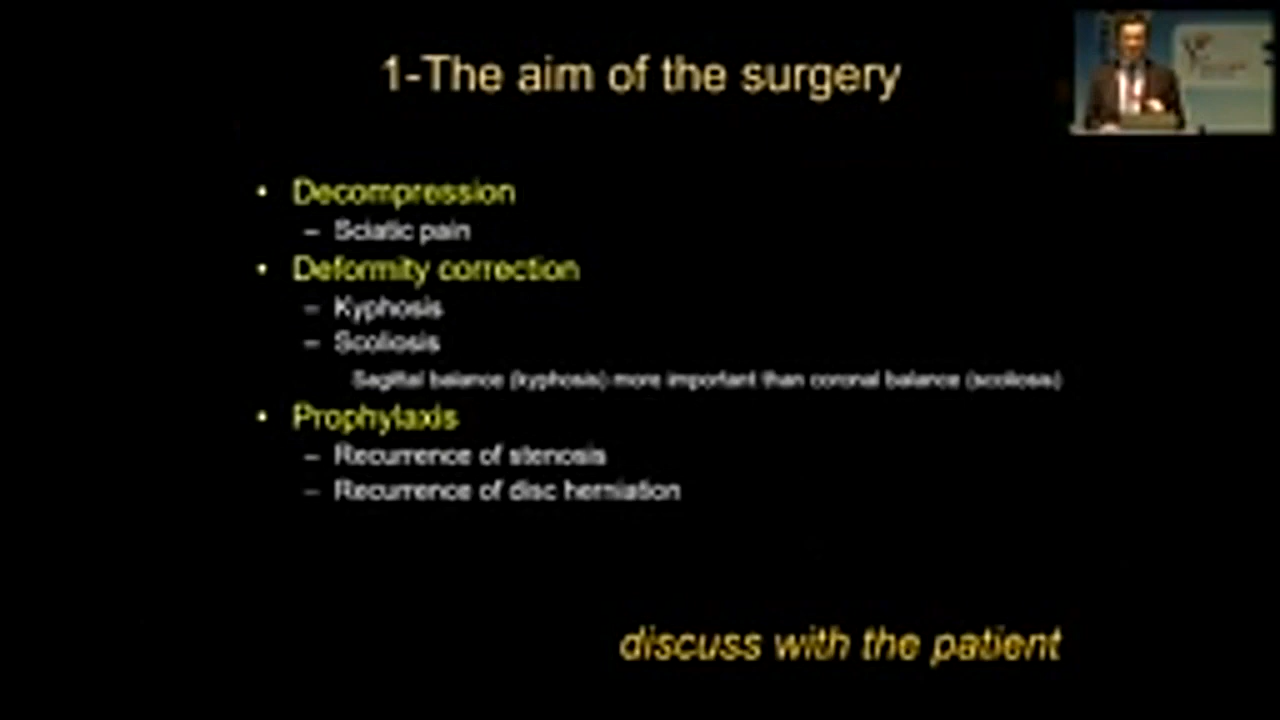 1-The aim of the surgery
• Decompression
– Sciatic pain
• Deformity correction
– Kyphosis
– Scoliosis
Sagittal balance (kyphosis) more important than coronal balance (scoliosis)
• Prophylaxis
– Recurrence of stenosis
– Recurrence of disc herniation
discuss with the patient